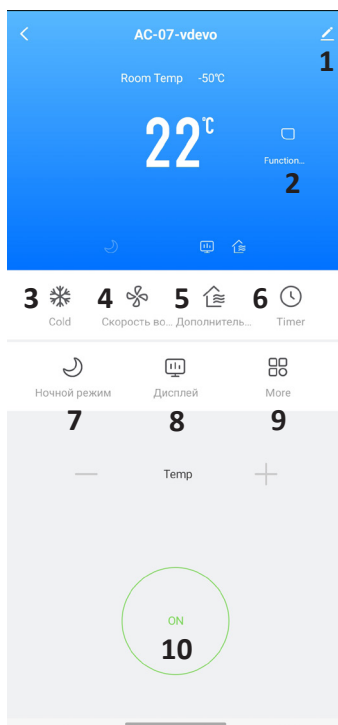 AC-07-vdevo
1
Room Temp -50℃
22℃
Function...
2
3 4 5 6
Cold Скорость во... Дополнитель... Timer
Ночной режим Дисплей More
7 8 9
Temp
ON
10